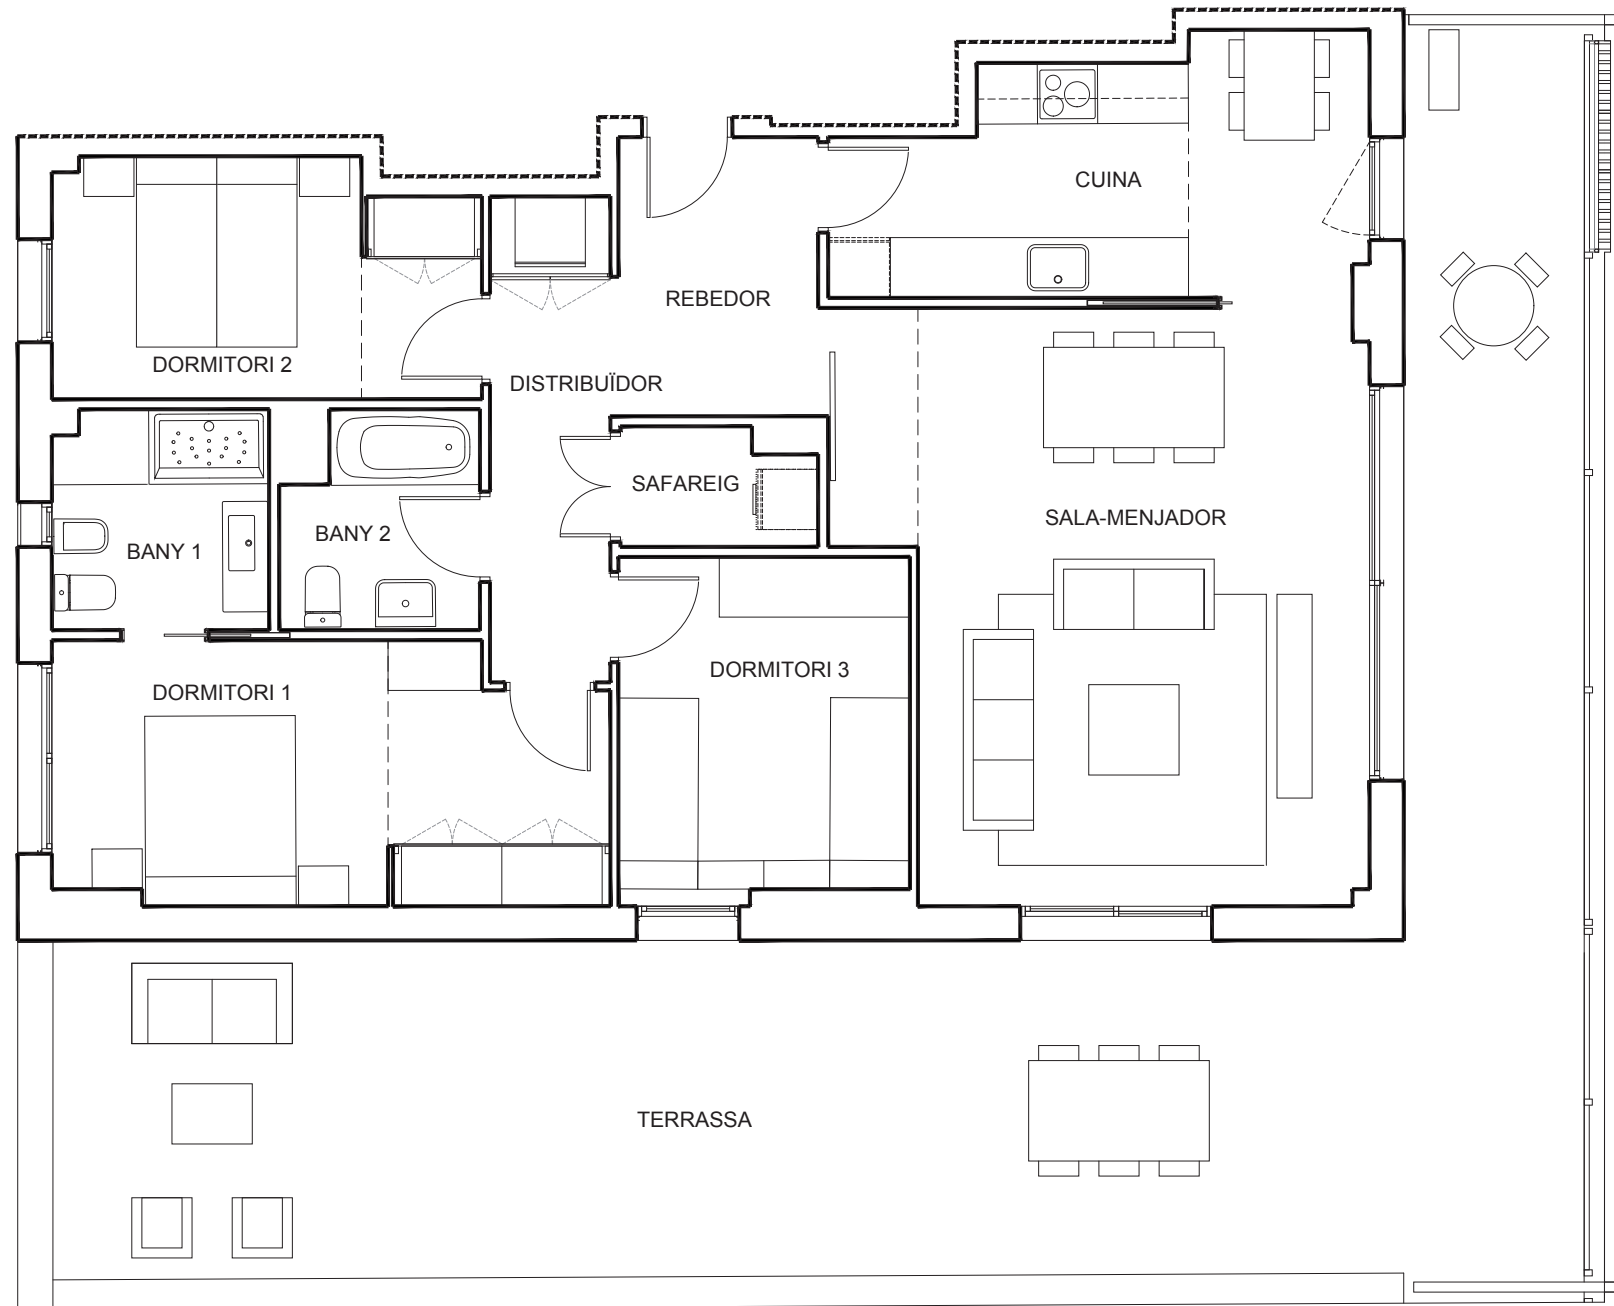 CUINA
REBEDOR
DORMITORI 2
DISTRIBUÏDOR
SAFAREIG
SALA-MENJADOR
BANY 2
BANY 1
DORMITORI 3
DORMITORI 1
TERRASSA